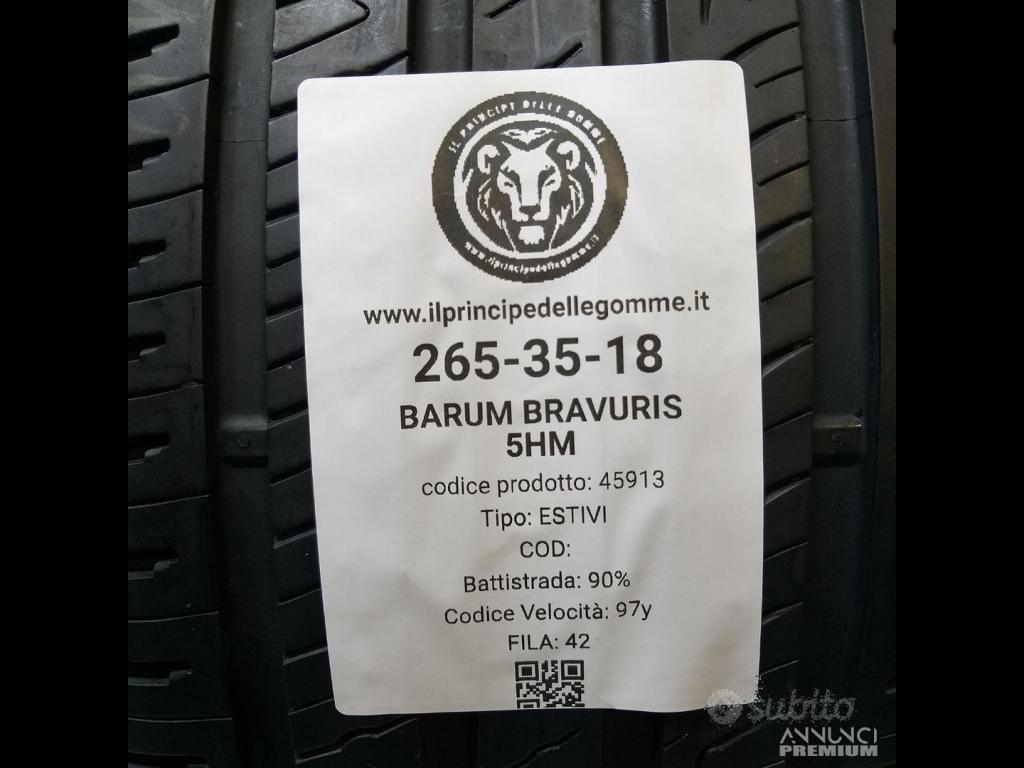 IL PRINCIPE DELLE GOMME
www.ilprincipedellegomme.it
www.ilprincipedellegomme.it
265-35-18
BARUM BRAVURIS
5HM
codice prodotto: 45913
Tipo: ESTIVI
COD:
Battistrada: 90%
Codice Velocità: 97y
FILA: 42
subito
ANNUNCI
PREMIUM